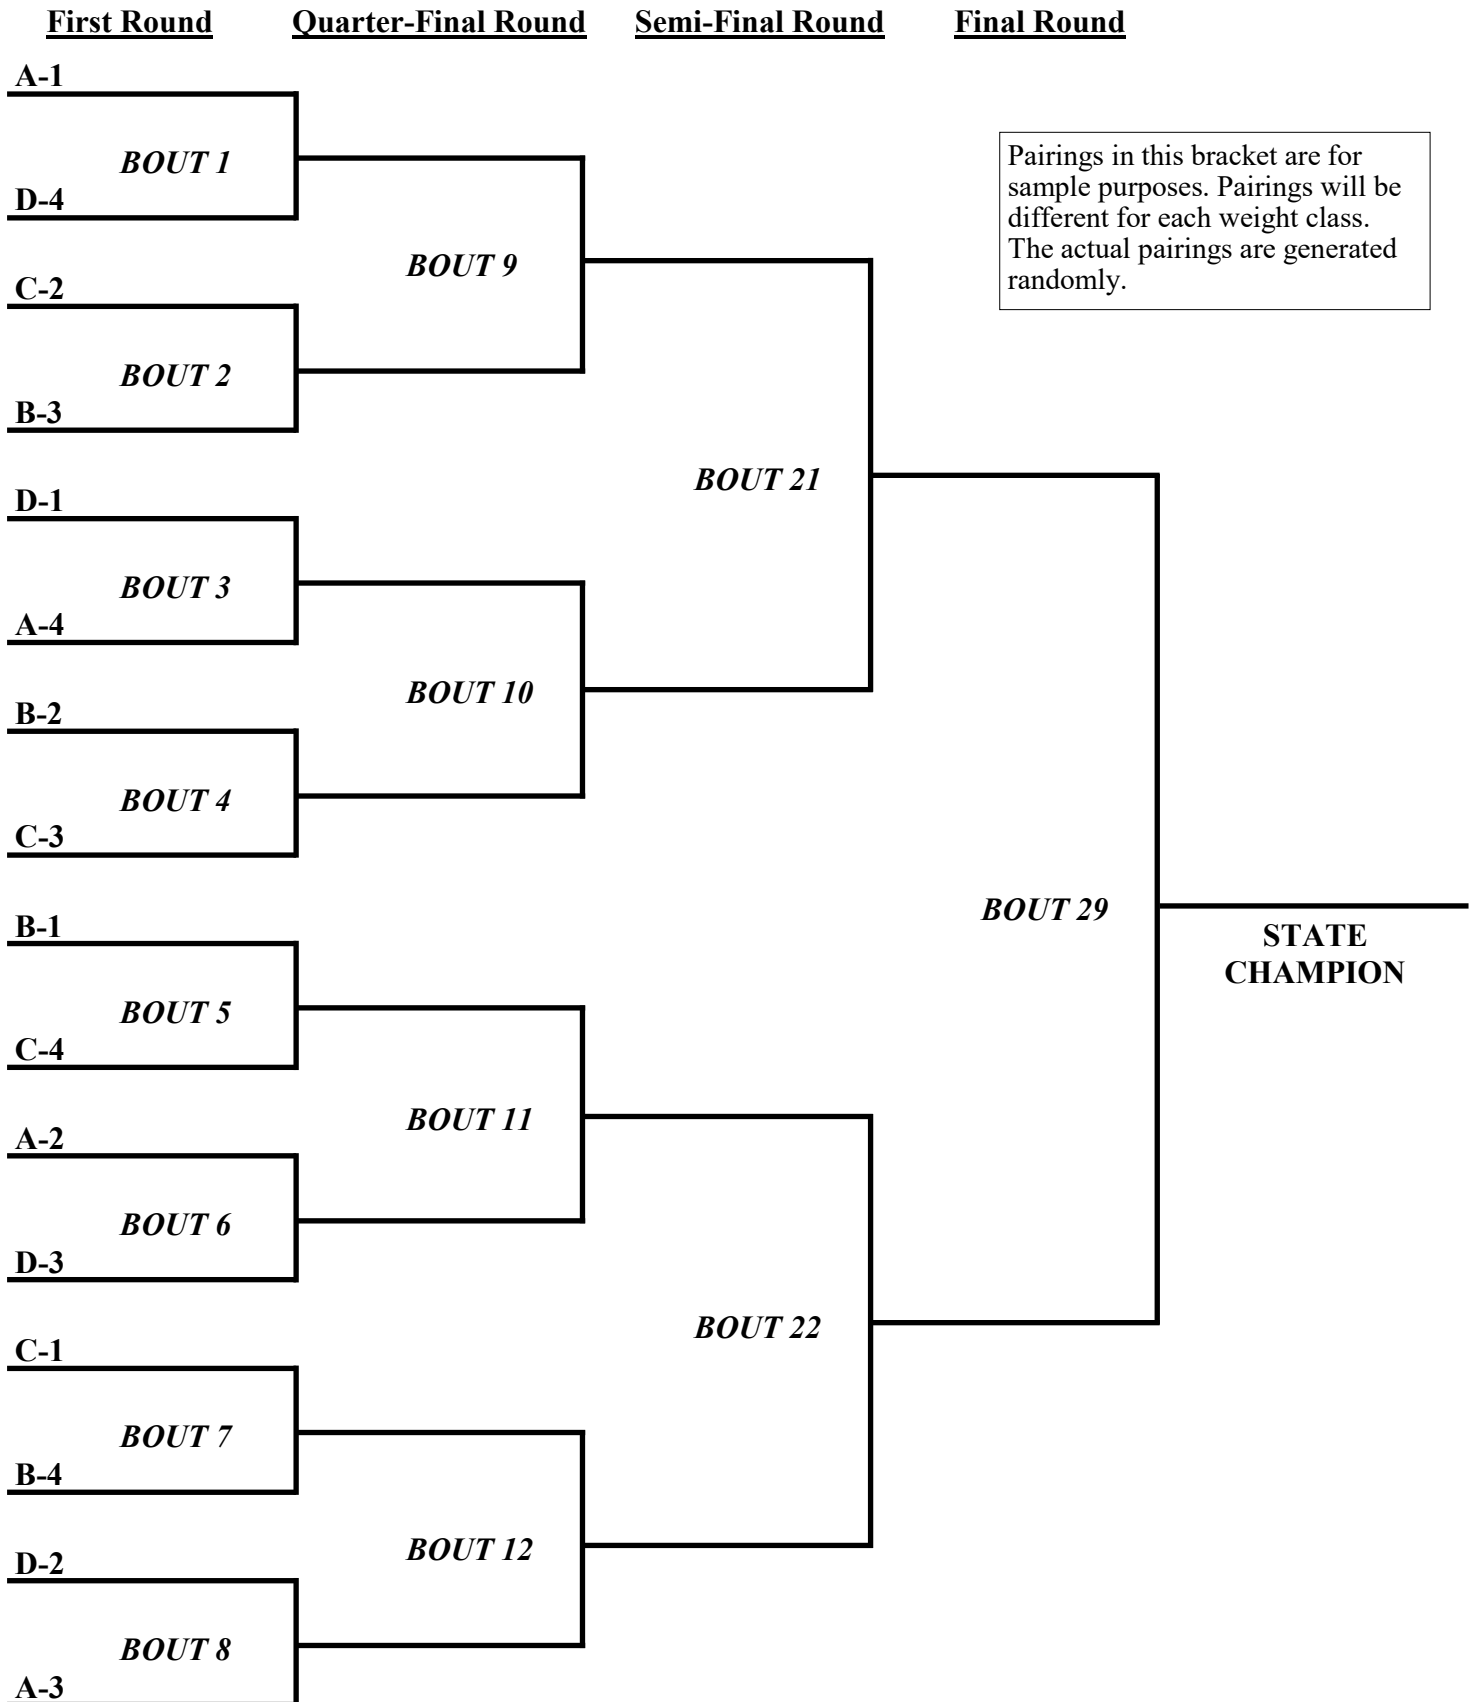 First Round Quarter-Final Round Semi-Final Round Final Round
A-1
BOUT 1
D-4
C-2
BOUT 2
B-3
D-1
BOUT 3
A-4
B-2
BOUT 4
C-3
B-1
BOUT 5
C-4
A-2
BOUT 6
D-3
C-1
BOUT 7
B-4
D-2
BOUT 8
A-3
BOUT 9
BOUT 10
BOUT 11
BOUT 12
BOUT 21
BOUT 22
BOUT 29
STATE
CHAMPION
Pairings in this bracket are for
sample purposes. Pairings will be
different for each weight class.
The actual pairings are generated
randomly.